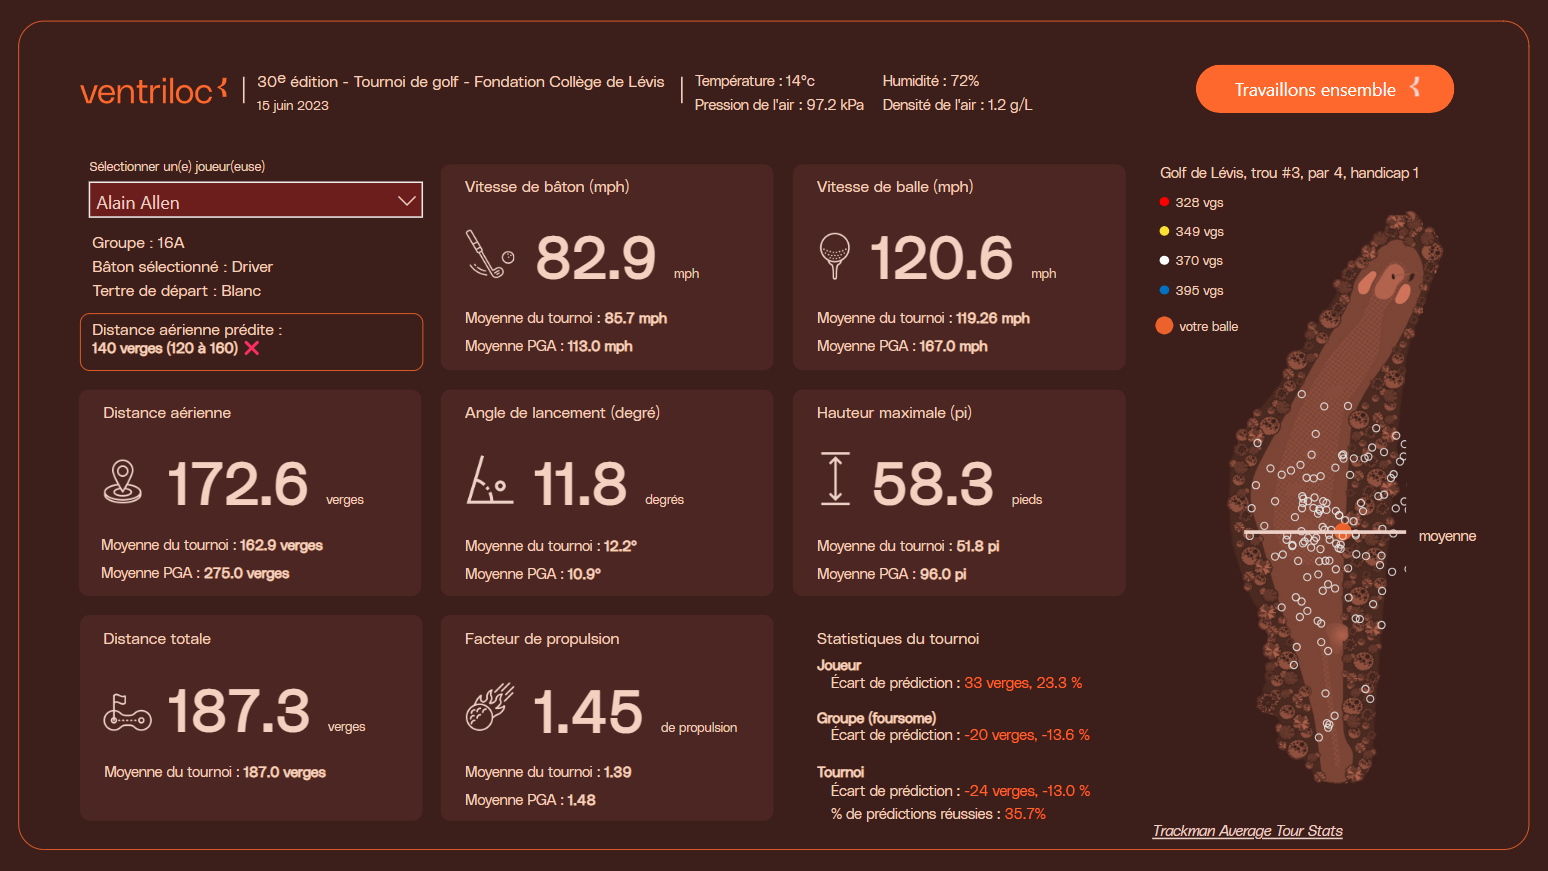 ventriloc
30e édition - Tournoi de golf - Fondation Collège de Lévis
15 juin 2023
Température : 14°c
Pression de l'air : 97.2 kPa
Humidité : 72%
Densité de l'air : 1.2 g/L
Travaillons ensemble
Sélectionner un(e) joueur(euse)
Alain Allen
Groupe : 16A
Bâton sélectionné : Driver
Tertre de départ : Blanc
Distance aérienne prédite :
140 verges (120 à 160) ❌
Vitesse de bâton (mph)
82.9 mph
Moyenne du tournoi : 85.7 mph
Moyenne PGA : 113.0 mph
Vitesse de balle (mph)
120.6 mph
Moyenne du tournoi : 119.26 mph
Moyenne PGA : 167.0 mph
Distance aérienne
172.6 verges
Moyenne du tournoi : 162.9 verges
Moyenne PGA : 275.0 verges
Angle de lancement (degré)
11.8 degrés
Moyenne du tournoi : 12.2°
Moyenne PGA : 10.9°
Hauteur maximale (pi)
58.3 pieds
Moyenne du tournoi : 51.8 pi
Moyenne PGA : 96.0 pi
Distance totale
187.3 verges
Moyenne du tournoi : 187.0 verges
Facteur de propulsion
1.45 de propulsion
Moyenne du tournoi : 1.39
Moyenne PGA : 1.48
Statistiques du tournoi
Joueur
Écart de prédiction : 33 verges, 23.3 %
Groupe (foursome)
Écart de prédiction : -20 verges, -13.6 %
Tournoi
Écart de prédiction : -24 verges, -13.0 %
% de prédictions réussies : 35.7%
Golf de Lévis, trou #3, par 4, handicap 1
328 vgs
349 vgs
370 vgs
395 vgs
votre balle
moyenne
Trackman Average Tour Stats